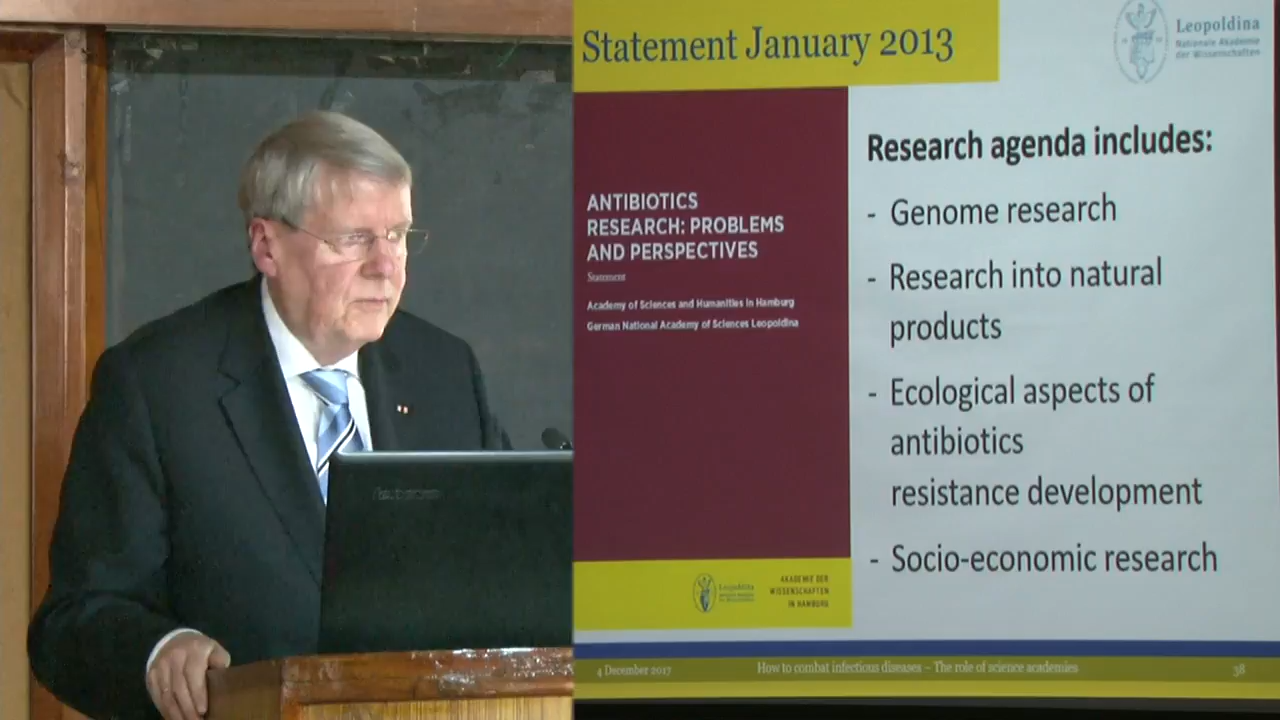 Statement January 2013
Leopoldina
Nationale Akademie
der Wissenschaften
ANTIBIOTICS
RESEARCH: PROBLEMS
AND PERSPECTIVES
Statement
Academy of Sciences and Humanities in Hamburg
German National Academy of Sciences Leopoldina
Leopoldina
AKADEMIE DER
WISSENSCHAFTEN
IN HAMBURG
Research agenda includes:
- Genome research
- Research into natural
products
- Ecological aspects of
antibiotics
resistance development
- Socio-economic research
4 December 2017
How to combat infectious diseases – The role of science academies
38